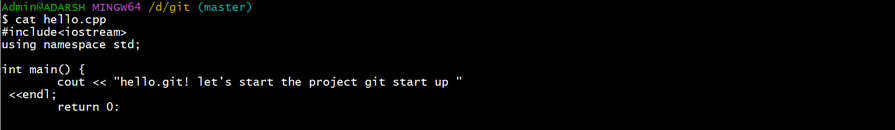 Admin@ADARSH MINGW64 /d/git (master)
$ cat hello.cpp
#include<iostream>
using namespace std;
int main() {
cout << "hello.git! let's start the project git start up "
<<endl;
return 0: